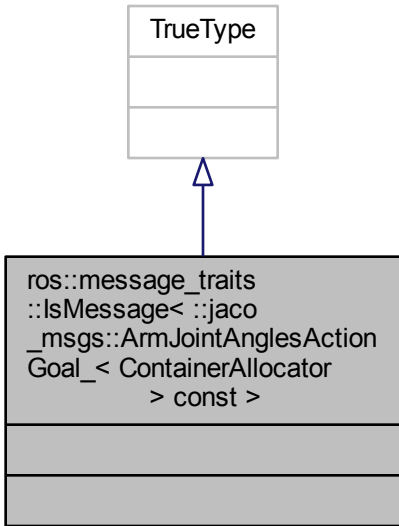 TrueType
ros::message_traits
::IsMessage< ::jaco
_msgs::ArmJointAnglesAction
Goal_< ContainerAllocator
> const >